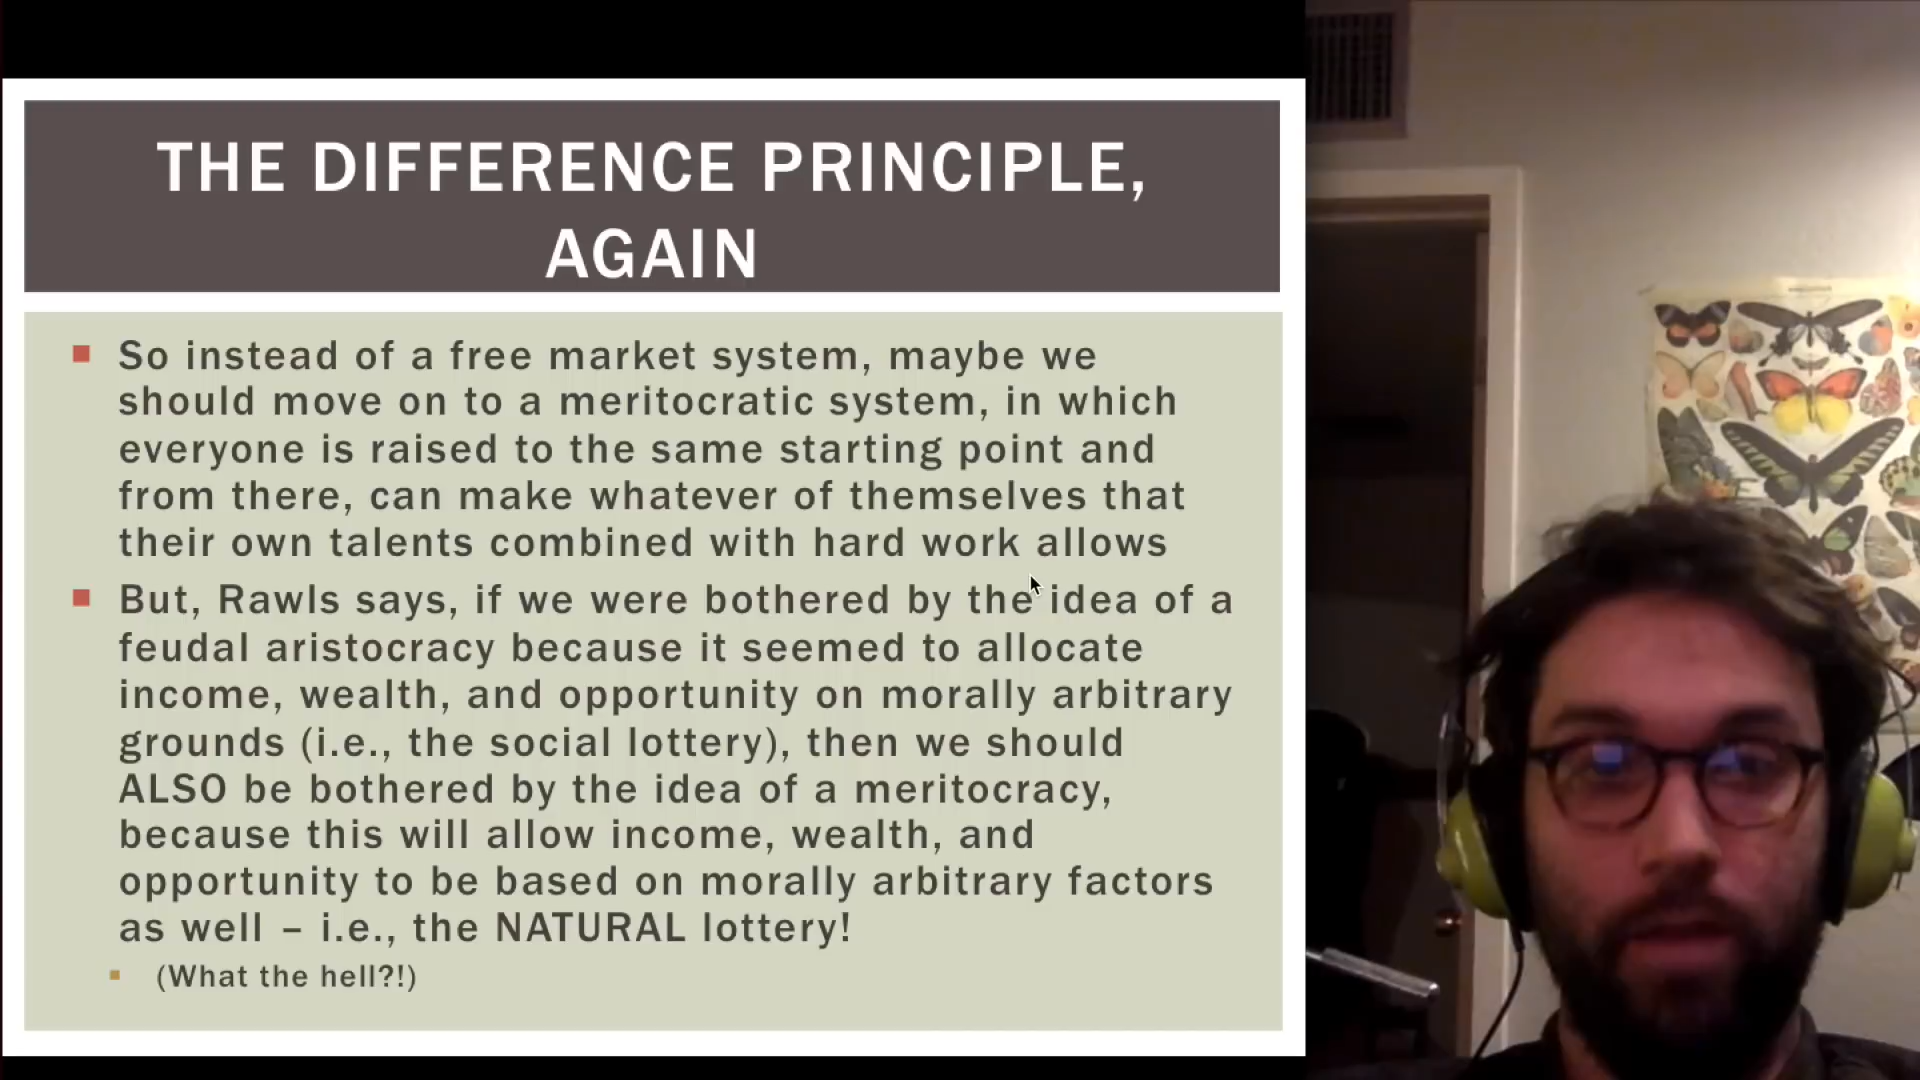 THE DIFFERENCE PRINCIPLE,
AGAIN
So instead of a free market system, maybe we
should move on to a meritocratic system, in which
everyone is raised to the same starting point and
from there, can make whatever of themselves that
their own talents combined with hard work allows
But, Rawls says, if we were bothered by the idea of a
feudal aristocracy because it seemed to allocate
income, wealth, and opportunity on morally arbitrary
grounds (i.e., the social lottery), then we should
ALSO be bothered by the idea of a meritocracy,
because this will allow income, wealth, and
opportunity to be based on morally arbitrary factors
as well – i.e., the NATURAL lottery!
(What the hell?!)